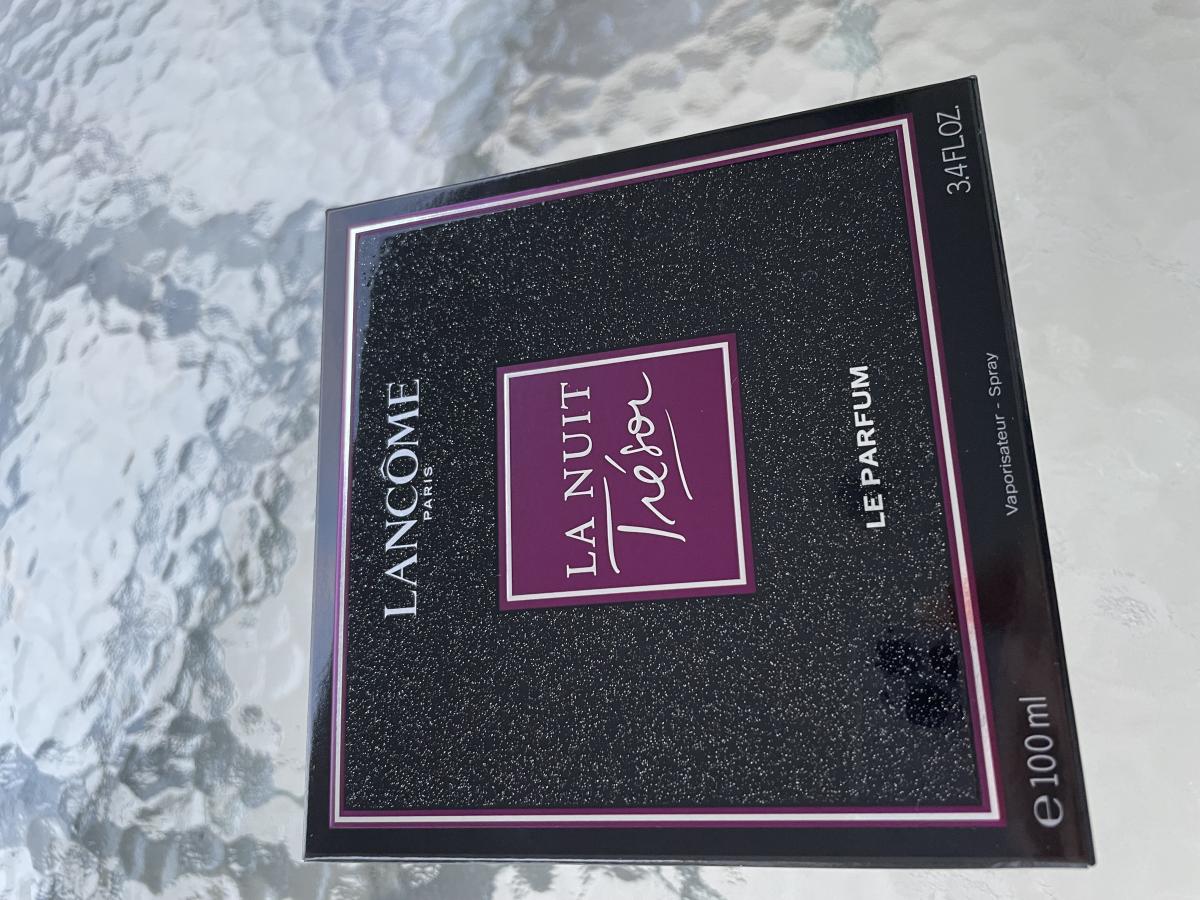 LANCÔME
PARIS
LA NUIT
Trésor
LE PARFUM
Vaporisateur - Spray
℮ 100 ml
3.4 FL.OZ.